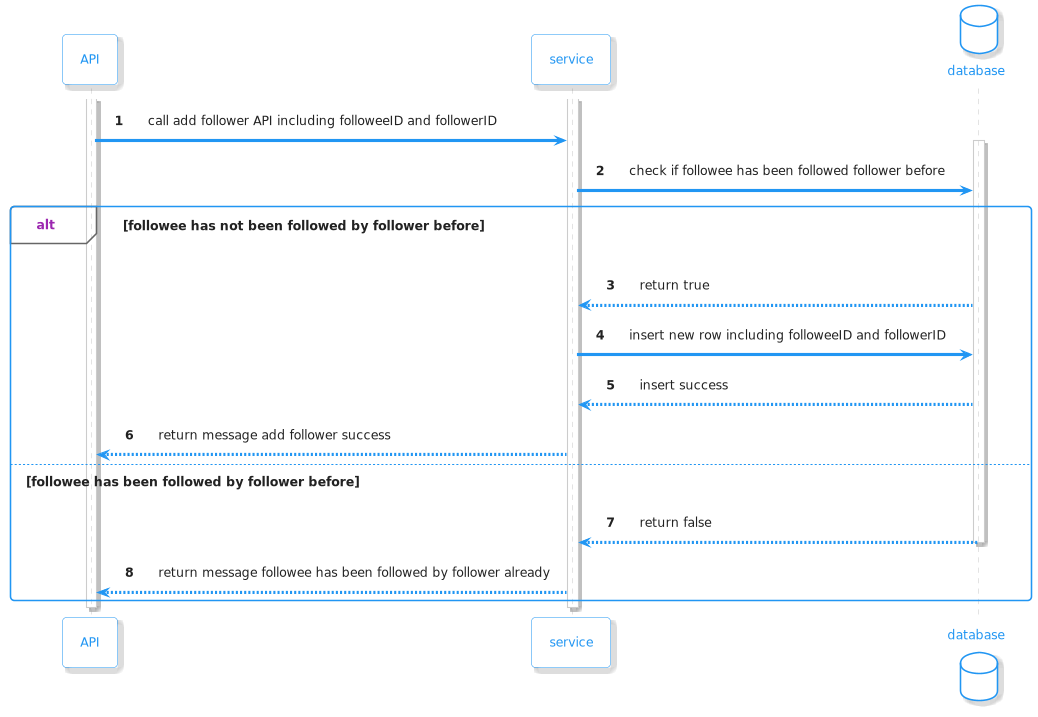 database
API
service
1 call add follower API including followeeID and followerID
2 check if followee has been followed follower before
alt [followee has not been followed by follower before]
3 return true
4 insert new row including followeeID and followerID
5 insert success
6 return message add follower success
[followee has been followed by follower before]
7 return false
8 return message followee has been followed by follower already
API
service
database